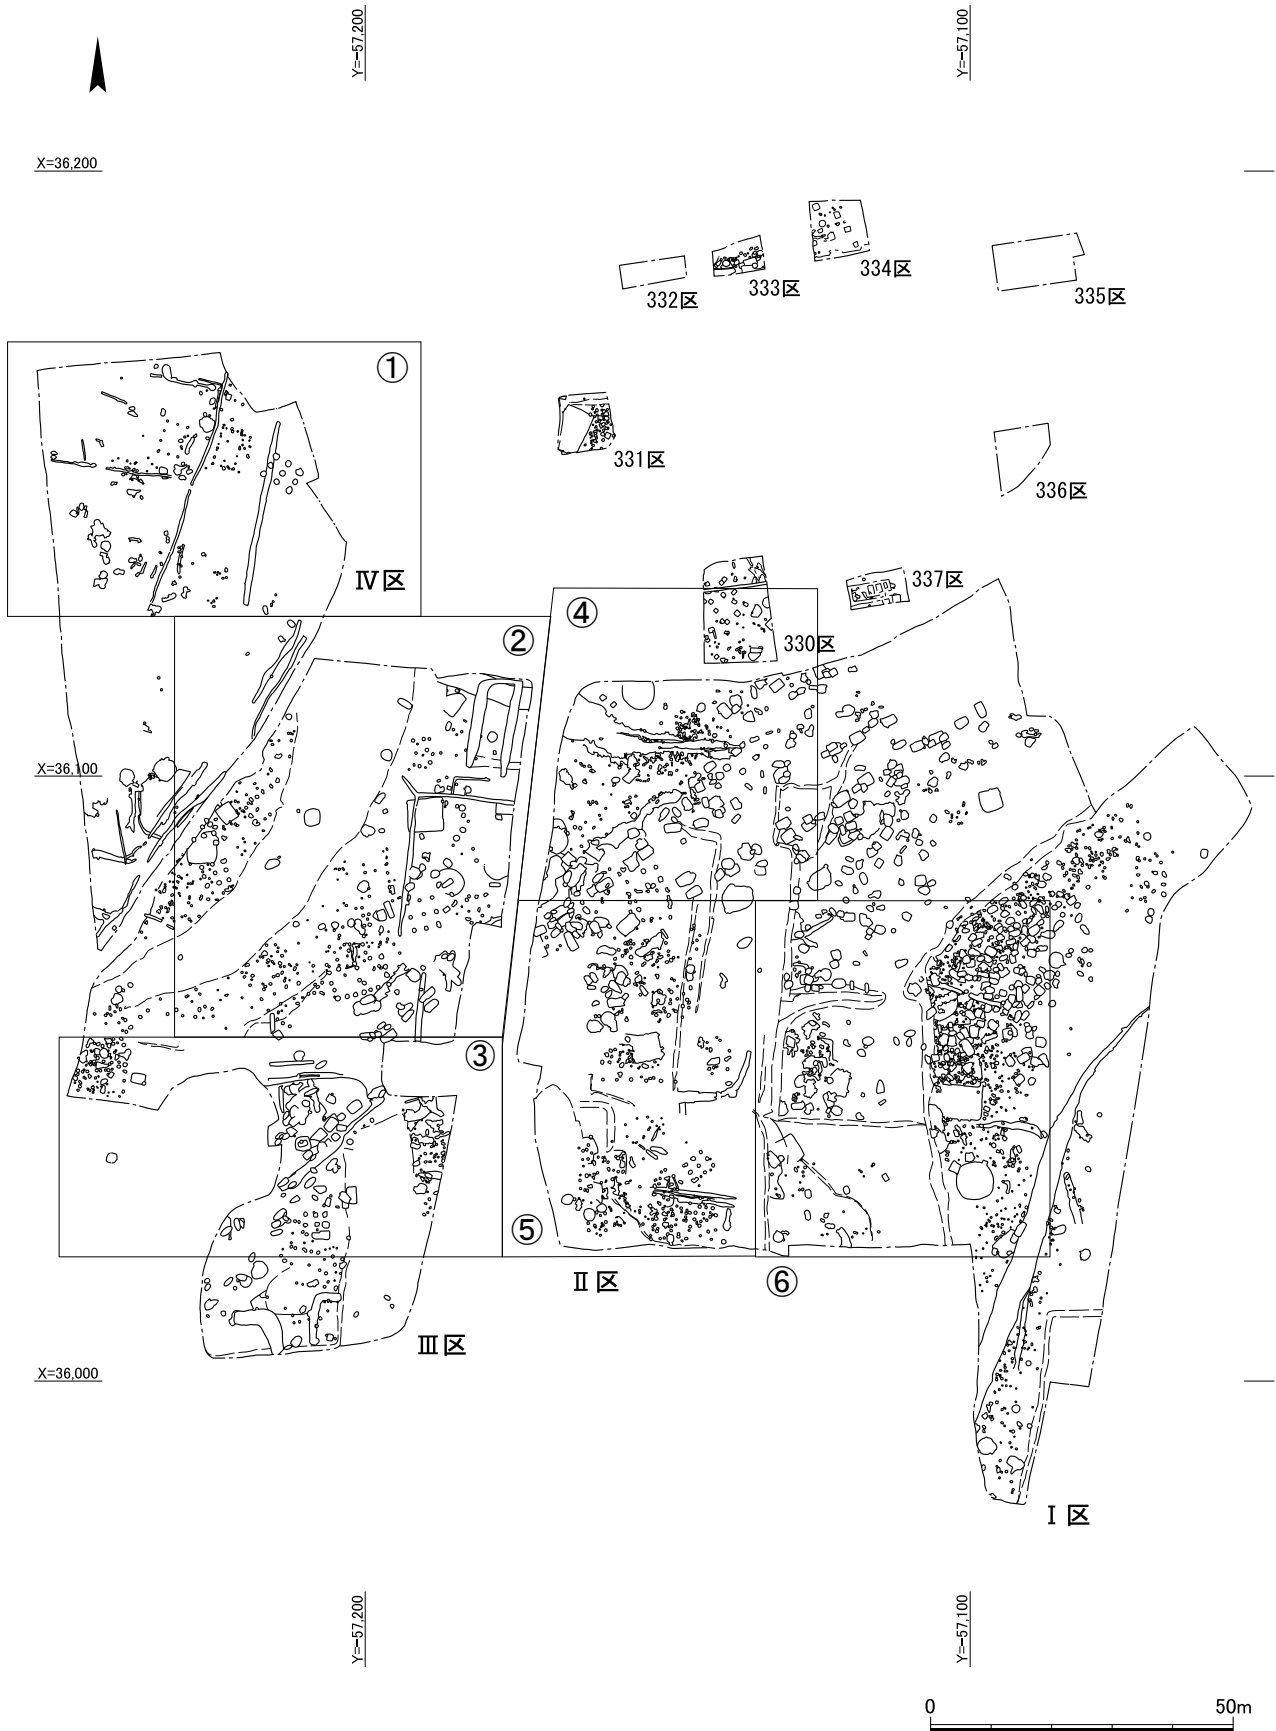 Y=-57,200
Y=-57,100
X=36,200
334区
333区
332区
335区
①
331区
336区
Ⅳ区
337区
④
②
330区
X=36,100
③
⑤
Ⅱ区
⑥
Ⅲ区
X=36,000
Ⅰ区
Y=-57,200
Y=-57,100
0
50m